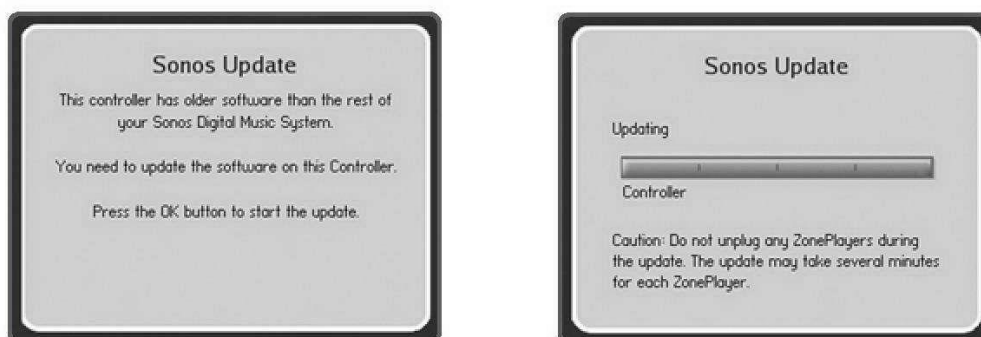 Sonos Update
This controller has older software than the rest of
your Sonos Digital Music System.
You need to update the software on this Controller.
Press the OK button to start the update.
Sonos Update
Updating
Controller
Caution: Do not unplug any ZonePlayers during
the update. The update may take several minutes
for each ZonePlayer.